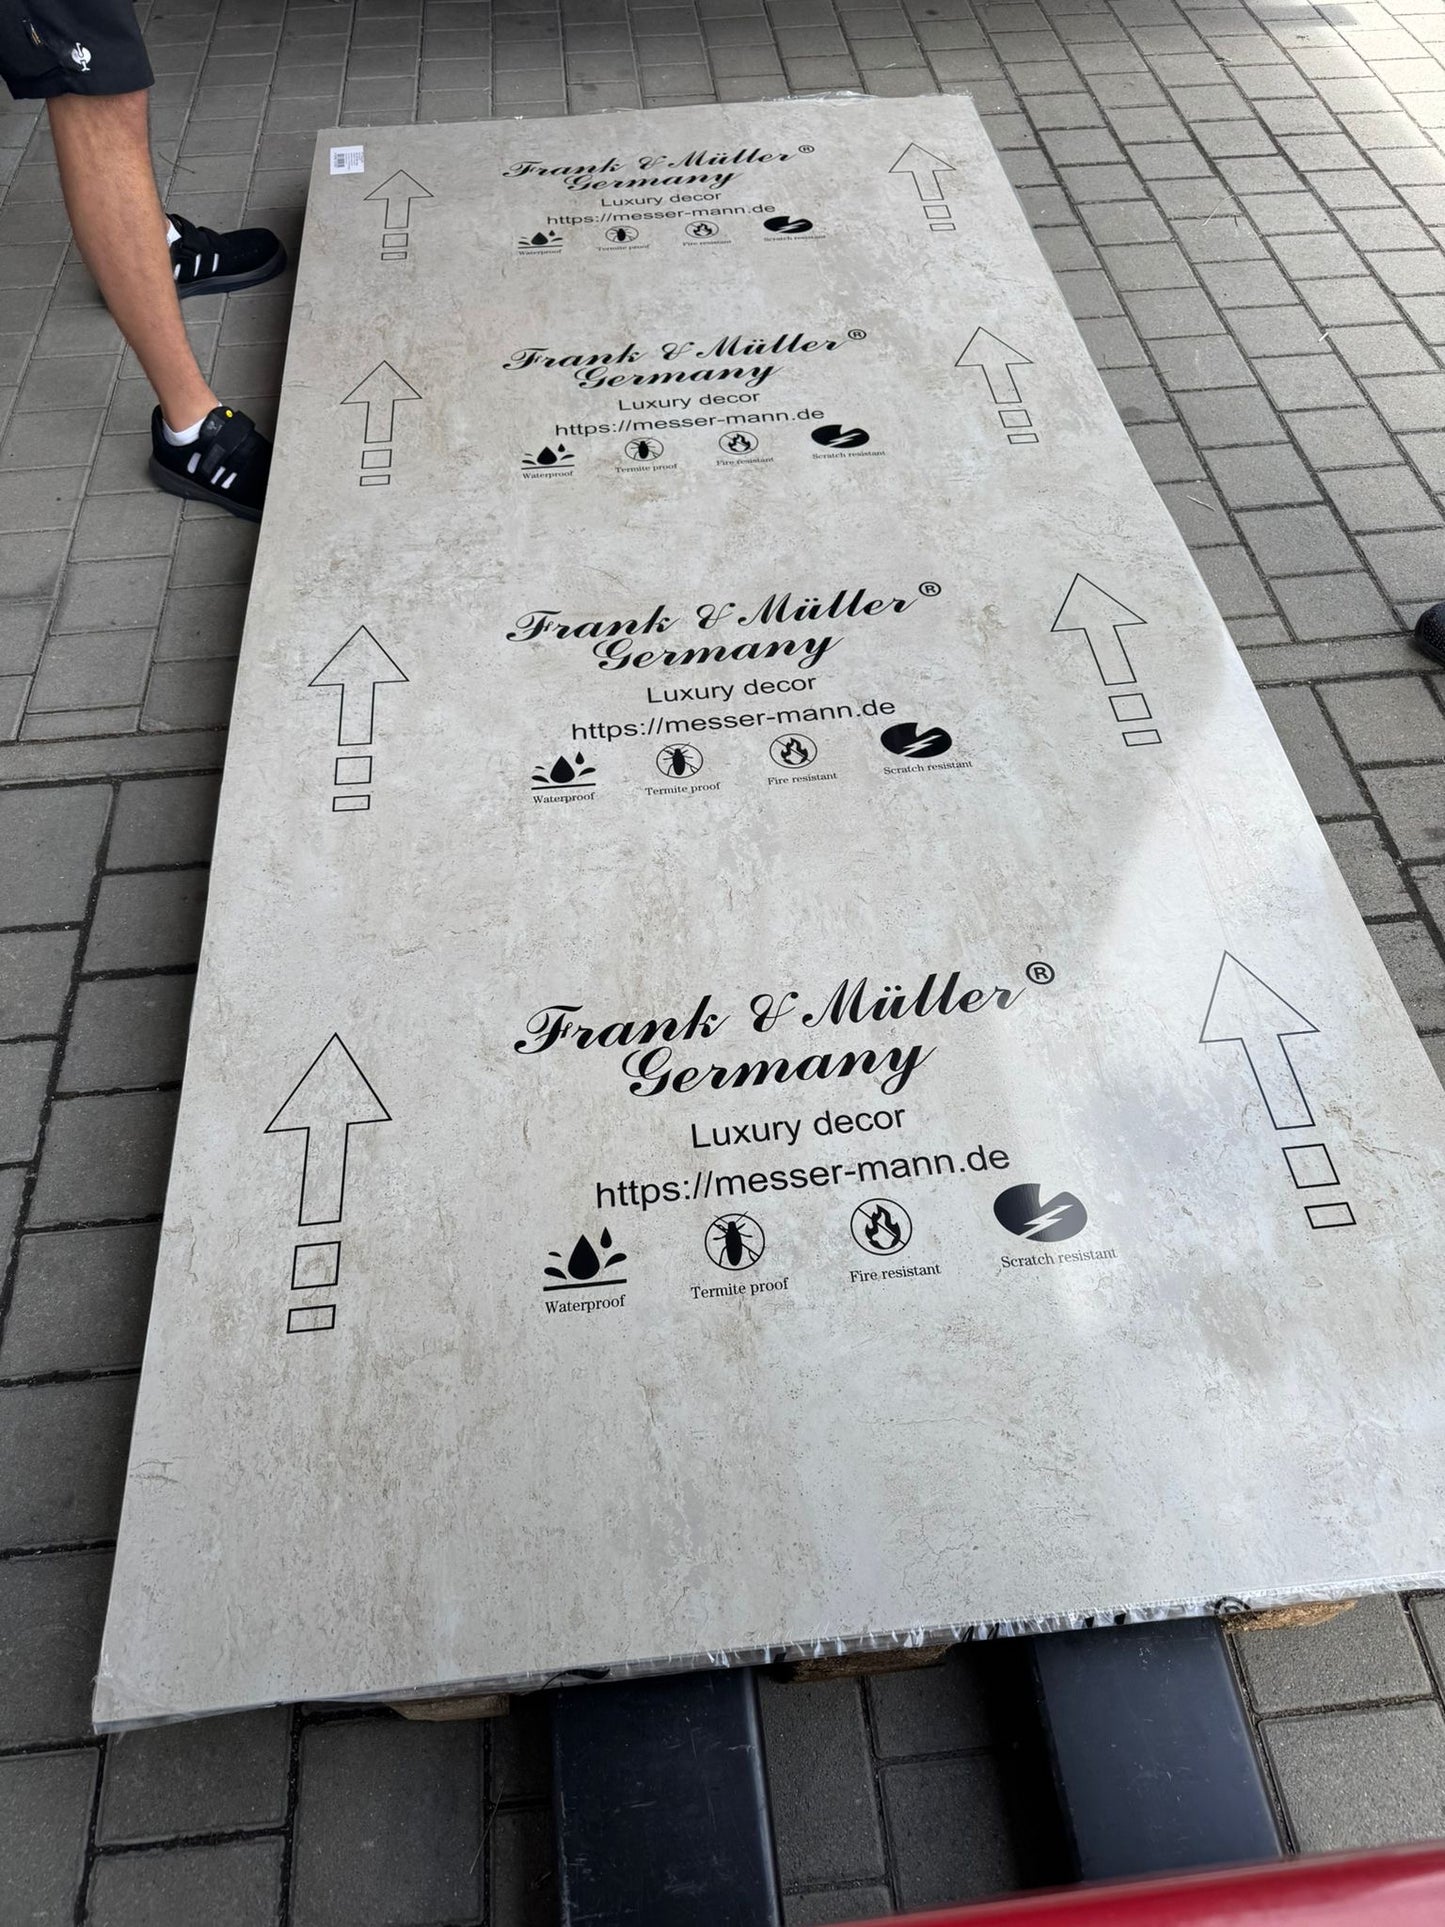 Frank & Müller®
Germany
Luxury decor
https://messer-mann.de
Waterproof Termite proof Fire resistant Scratch resistant
Frank & Müller®
Germany
Luxury decor
https://messer-mann.de
Waterproof Termite proof Fire resistant Scratch resistant
Frank & Müller®
Germany
Luxury decor
https://messer-mann.de
Waterproof Termite proof Fire resistant Scratch resistant
Frank & Müller®
Germany
Luxury decor
https://messer-mann.de
Waterproof Termite proof Fire resistant Scratch resistant